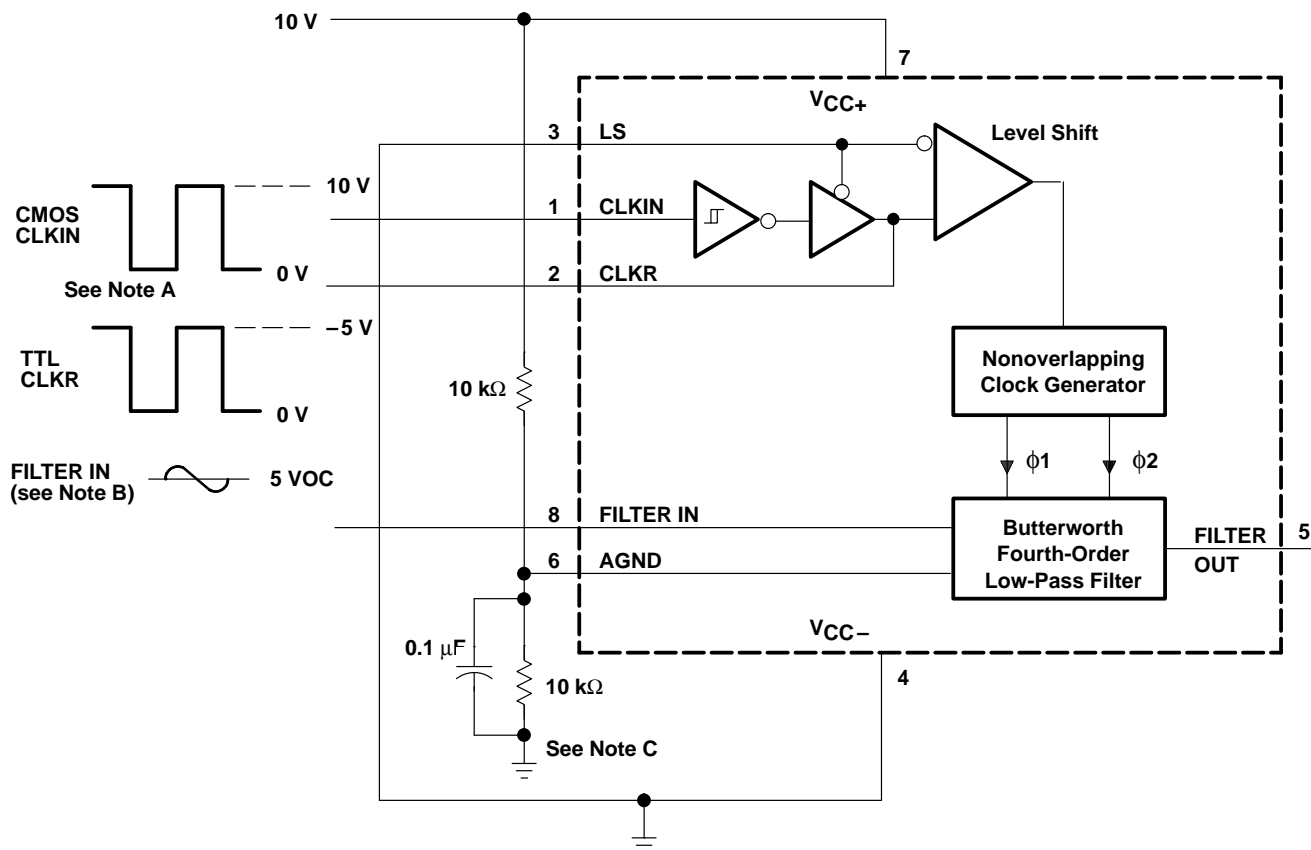 10 V
7
VCC+
3 LS
Level Shift
10 V
CMOS
CLKIN
1 CLKIN
0 V
See Note A
2 CLKR
–5 V
TTL
CLKR
0 V
Nonoverlapping
Clock Generator
10 kΩ
ϕ1 ϕ2
FILTER IN
(see Note B)
5 VOC
8 FILTER IN
Butterworth
Fourth-Order
Low-Pass Filter
FILTER
OUT
5
6 AGND
VCC–
0.1 μF
10 kΩ
4
See Note C